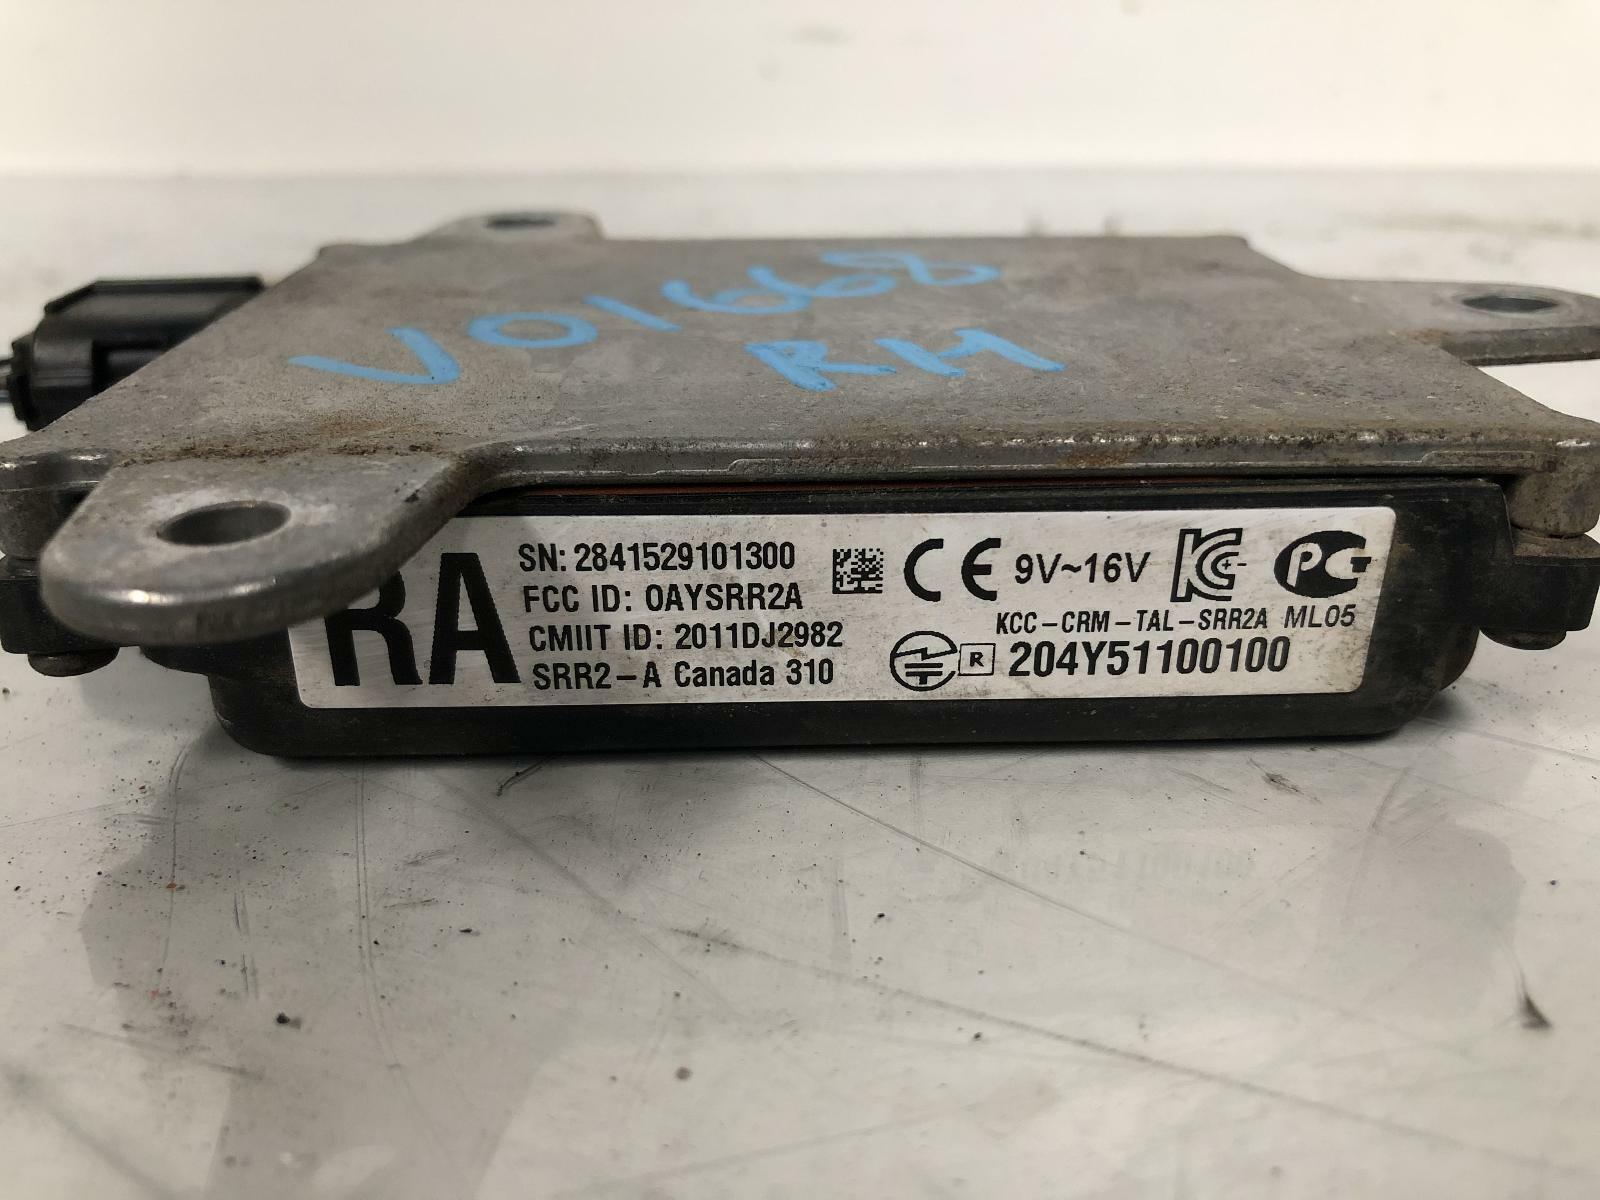 V01668
RH
RA
SN: 2841529101300
FCC ID: OAYSRR2A
CMIIT ID: 2011DJ2982
SRR2-A Canada 310
CE 9V~16V
KCC-CRM-TAL-SRR2A ML05
R 204Y51100100